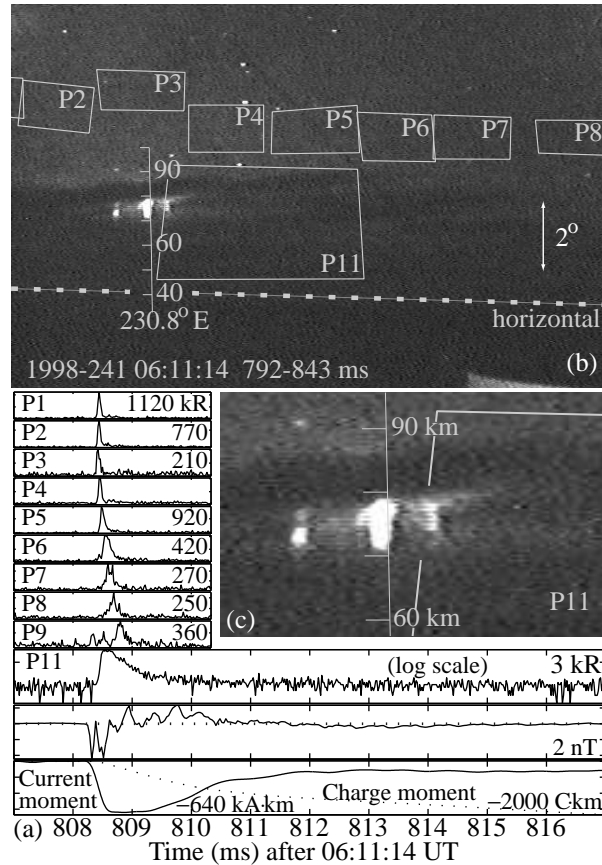 P2
P3
P4
P5
P6
P7
P8
90
60
40
P11
2°
230.8° E
horizontal
1998-241 06:11:14 792-843 ms
(b)
P1 1120 kR
P2 770
P3 210
P4
P5 920
P6 420
P7 270
P8 250
P9 360
90 km
60 km
(c)
P11
P11 (log scale) 3 kR
2 nT
Current moment
−640 kA·km
Charge moment
−2000 Ckm
(a)
808 809 810 811 812 813 814 815 816
Time (ms) after 06:11:14 UT